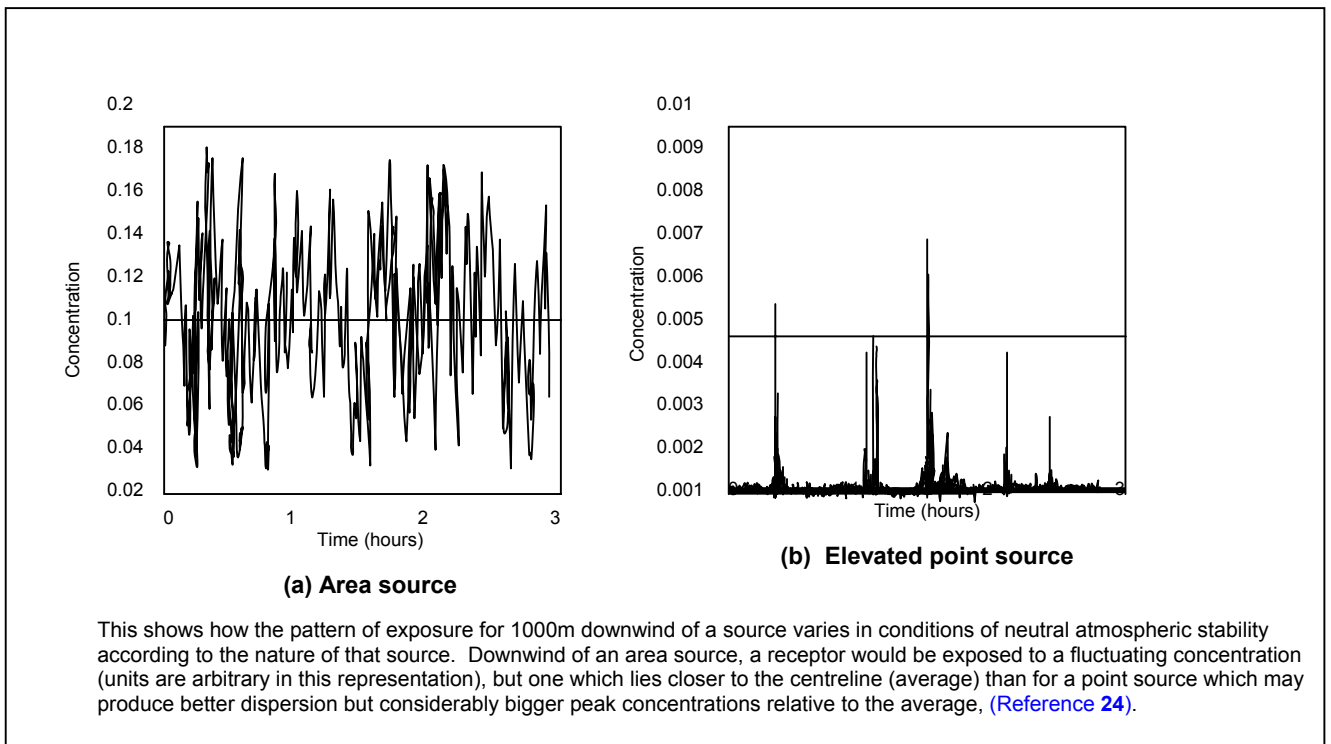 0.2
0.18
0.16
0.14
0.12
0.1
0.08
0.06
0.04
0.02
Concentration
0 1 2 3
Time (hours)
(a) Area source
0.01
0.009
0.008
0.007
0.006
0.005
0.004
0.003
0.002
0.001
Concentration
Time (hours)
(b) Elevated point source
This shows how the pattern of exposure for 1000m downwind of a source varies in conditions of neutral atmospheric stability
according to the nature of that source. Downwind of an area source, a receptor would be exposed to a fluctuating concentration
(units are arbitrary in this representation), but one which lies closer to the centreline (average) than for a point source which may
produce better dispersion but considerably bigger peak concentrations relative to the average, (Reference 24).